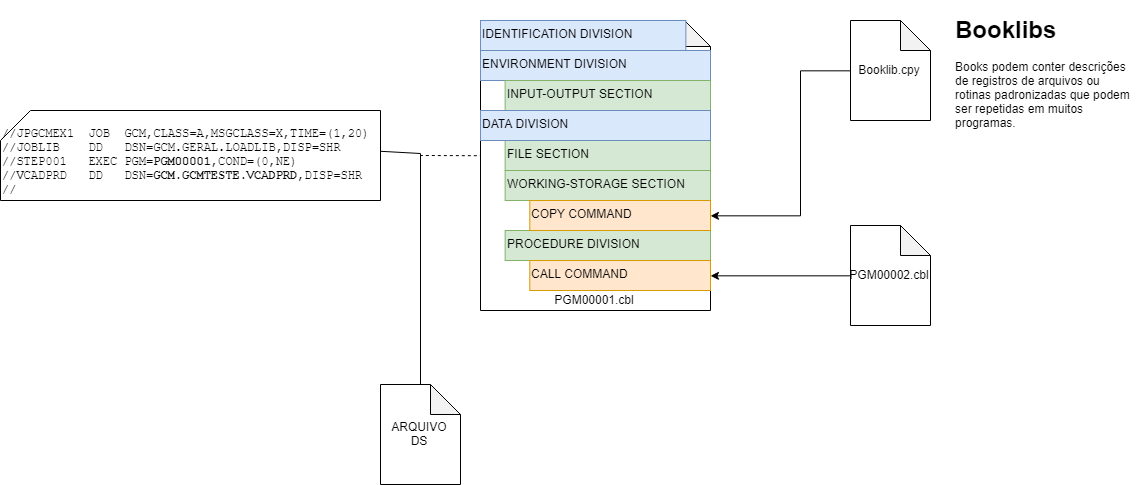 IDENTIFICATION DIVISION
ENVIRONMENT DIVISION
INPUT-OUTPUT SECTION
DATA DIVISION
FILE SECTION
WORKING-STORAGE SECTION
COPY COMMAND
PROCEDURE DIVISION
CALL COMMAND
PGM00001.cbl
Booklib.cpy
Booklibs
Books podem conter descrições
de registros de arquivos ou
rotinas padronizadas que podem
ser repetidas em muitos
programas.
//JPGCMEX1 JOB GCM,CLASS=A,MSGCLASS=X,TIME=(1,20)
//JOBLIB DD DSN=GCM.GERAL.LOADLIB,DISP=SHR
//STEP001 EXEC PGM=PGM00001,COND=(0,NE)
//VCADPRD DD DSN=GCM.GCMTESTE.VCADPRD,DISP=SHR
//
PGM00002.cbl
ARQUIVO
DS